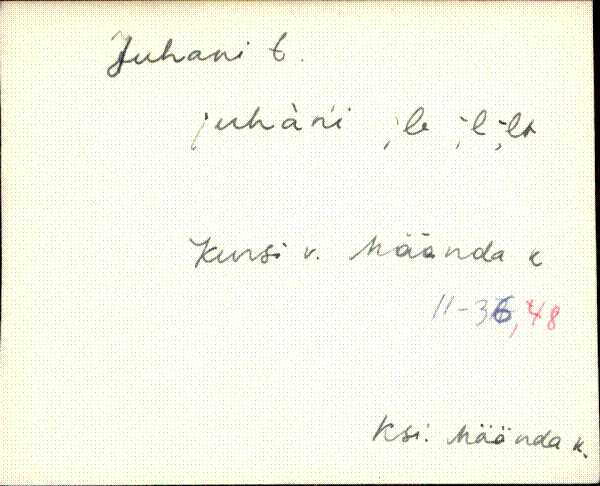 Juhani t.
juhàni , -le , -l , -lt
Kursi v. Mäända k
11-36, 48
Ksi. Mäända k.